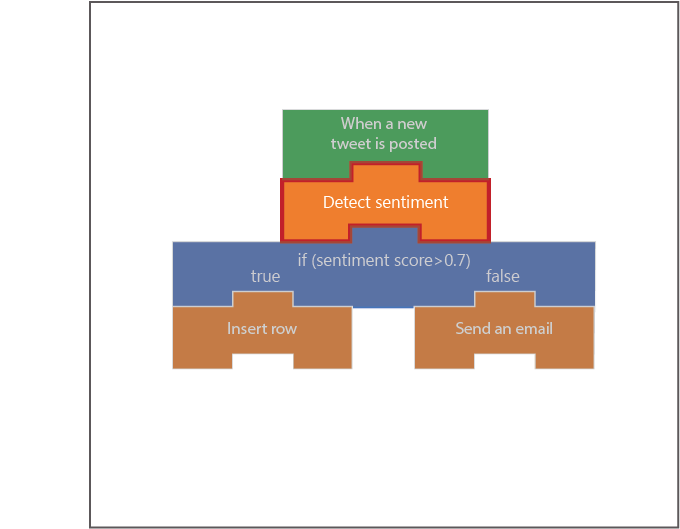 When a new
tweet is posted
Detect sentiment
if (sentiment score>0.7)
true false
Insert row Send an email